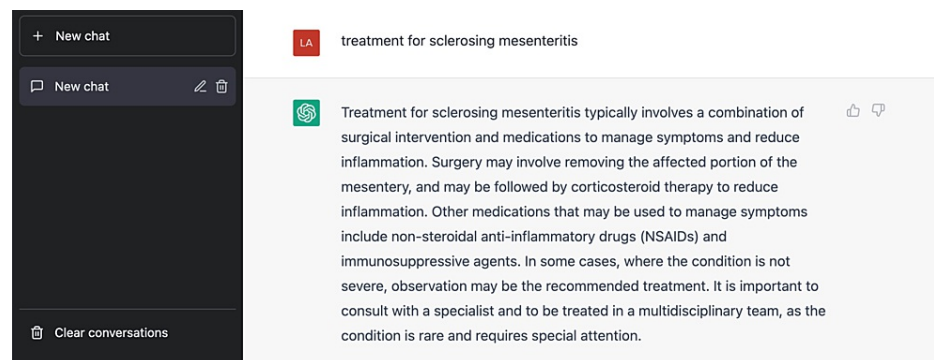 + New chat
New chat
Clear conversations
LA
treatment for sclerosing mesenteritis
Treatment for sclerosing mesenteritis typically involves a combination of
surgical intervention and medications to manage symptoms and reduce
inflammation. Surgery may involve removing the affected portion of the
mesentery, and may be followed by corticosteroid therapy to reduce
inflammation. Other medications that may be used to manage symptoms
include non-steroidal anti-inflammatory drugs (NSAIDs) and
immunosuppressive agents. In some cases, where the condition is not
severe, observation may be the recommended treatment. It is important to
consult with a specialist and to be treated in a multidisciplinary team, as the
condition is rare and requires special attention.